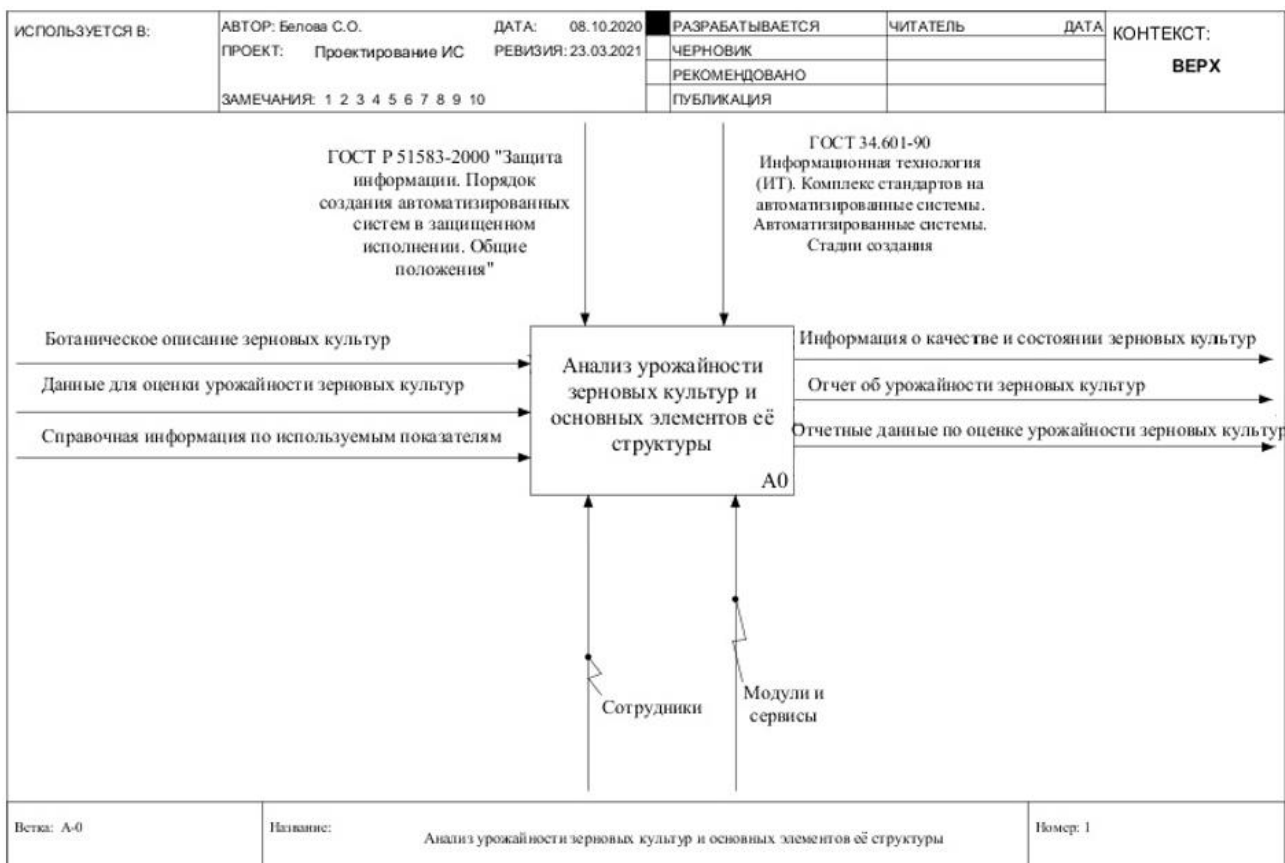 ИСПОЛЬЗУЕТСЯ В:
АВТОР: Белова С.О.
ДАТА: 08.10.2020
ПРОЕКТ: Проектирование ИС
РЕВИЗИЯ: 23.03.2021
ЗАМЕЧАНИЯ: 1 2 3 4 5 6 7 8 9 10
РАЗРАБАТЫВАЕТСЯ
ЧЕРНОВИК
РЕКОМЕНДОВАНО
ПУБЛИКАЦИЯ
ЧИТАТЕЛЬ
ДАТА
КОНТЕКСТ:
ВЕРХ
ГОСТ Р 51583-2000 "Защита
информации. Порядок
создания автоматизированных
систем в защищенном
исполнении. Общие
положения"
ГОСТ 34.601-90
Информационная технология
(ИТ). Комплекс стандартов на
автоматизированные системы.
Автоматизированные системы.
Стадии создания
Ботаническое описание зерновых культур
Данные для оценки урожайности зерновых культур
Справочная информация по используемым показателям
Анализ урожайности
зерновых культур и
основных элементов её
структуры
A0
Информация о качестве и состоянии зерновых культур
Отчет об урожайности зерновых культур
Отчетные данные по оценке урожайности зерновых культур
Сотрудники
Модули и
сервисы
Ветка: A-0
Название:
Анализ урожайности зерновых культур и основных элементов её структуры
Номер: 1